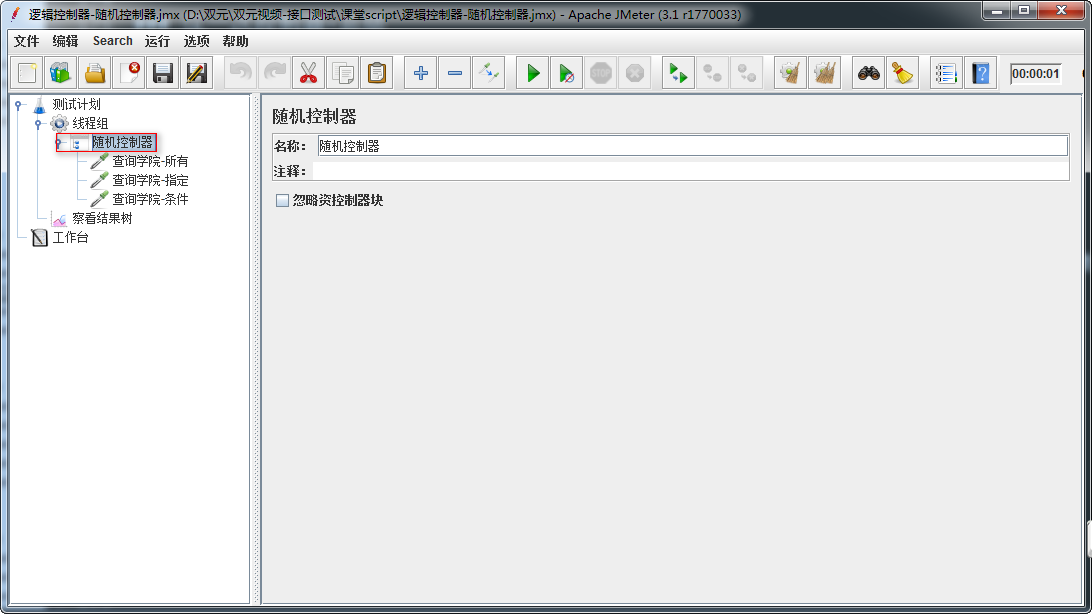 逻辑控制器-随机控制器.jmx (D:\双元\双元视频-接口测试\课堂script\逻辑控制器-随机控制器.jmx) - Apache JMeter (3.1 r1770033)
文件 编辑 Search 运行 选项 帮助
STOP 00:00:01
测试计划
线程组
随机控制器
查询学院-所有
查询学院-指定
查询学院-条件
察看结果树
工作台
随机控制器
名称： 随机控制器
注释：
忽略资控制器块